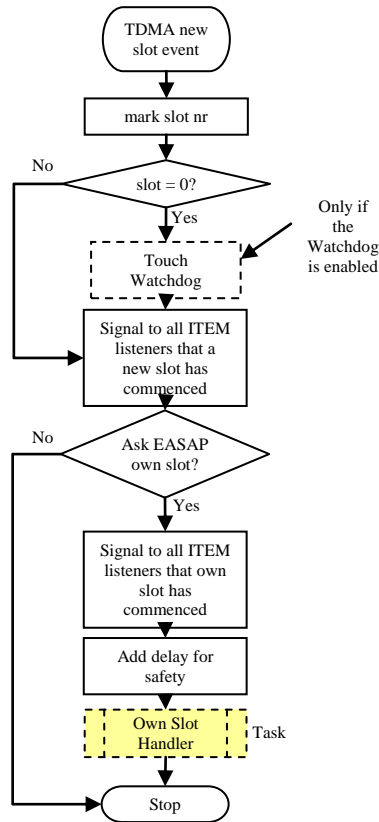 TDMA new
slot event
mark slot nr
No
slot = 0?
Yes
Only if
the
Watchdog
is enabled
Touch
Watchdog
Signal to all ITEM
listeners that a
new slot has
commenced
No
Ask EASAP
own slot?
Yes
Signal to all ITEM
listeners that own
slot has
commenced
Add delay for
safety
Own Slot
Handler
Task
Stop